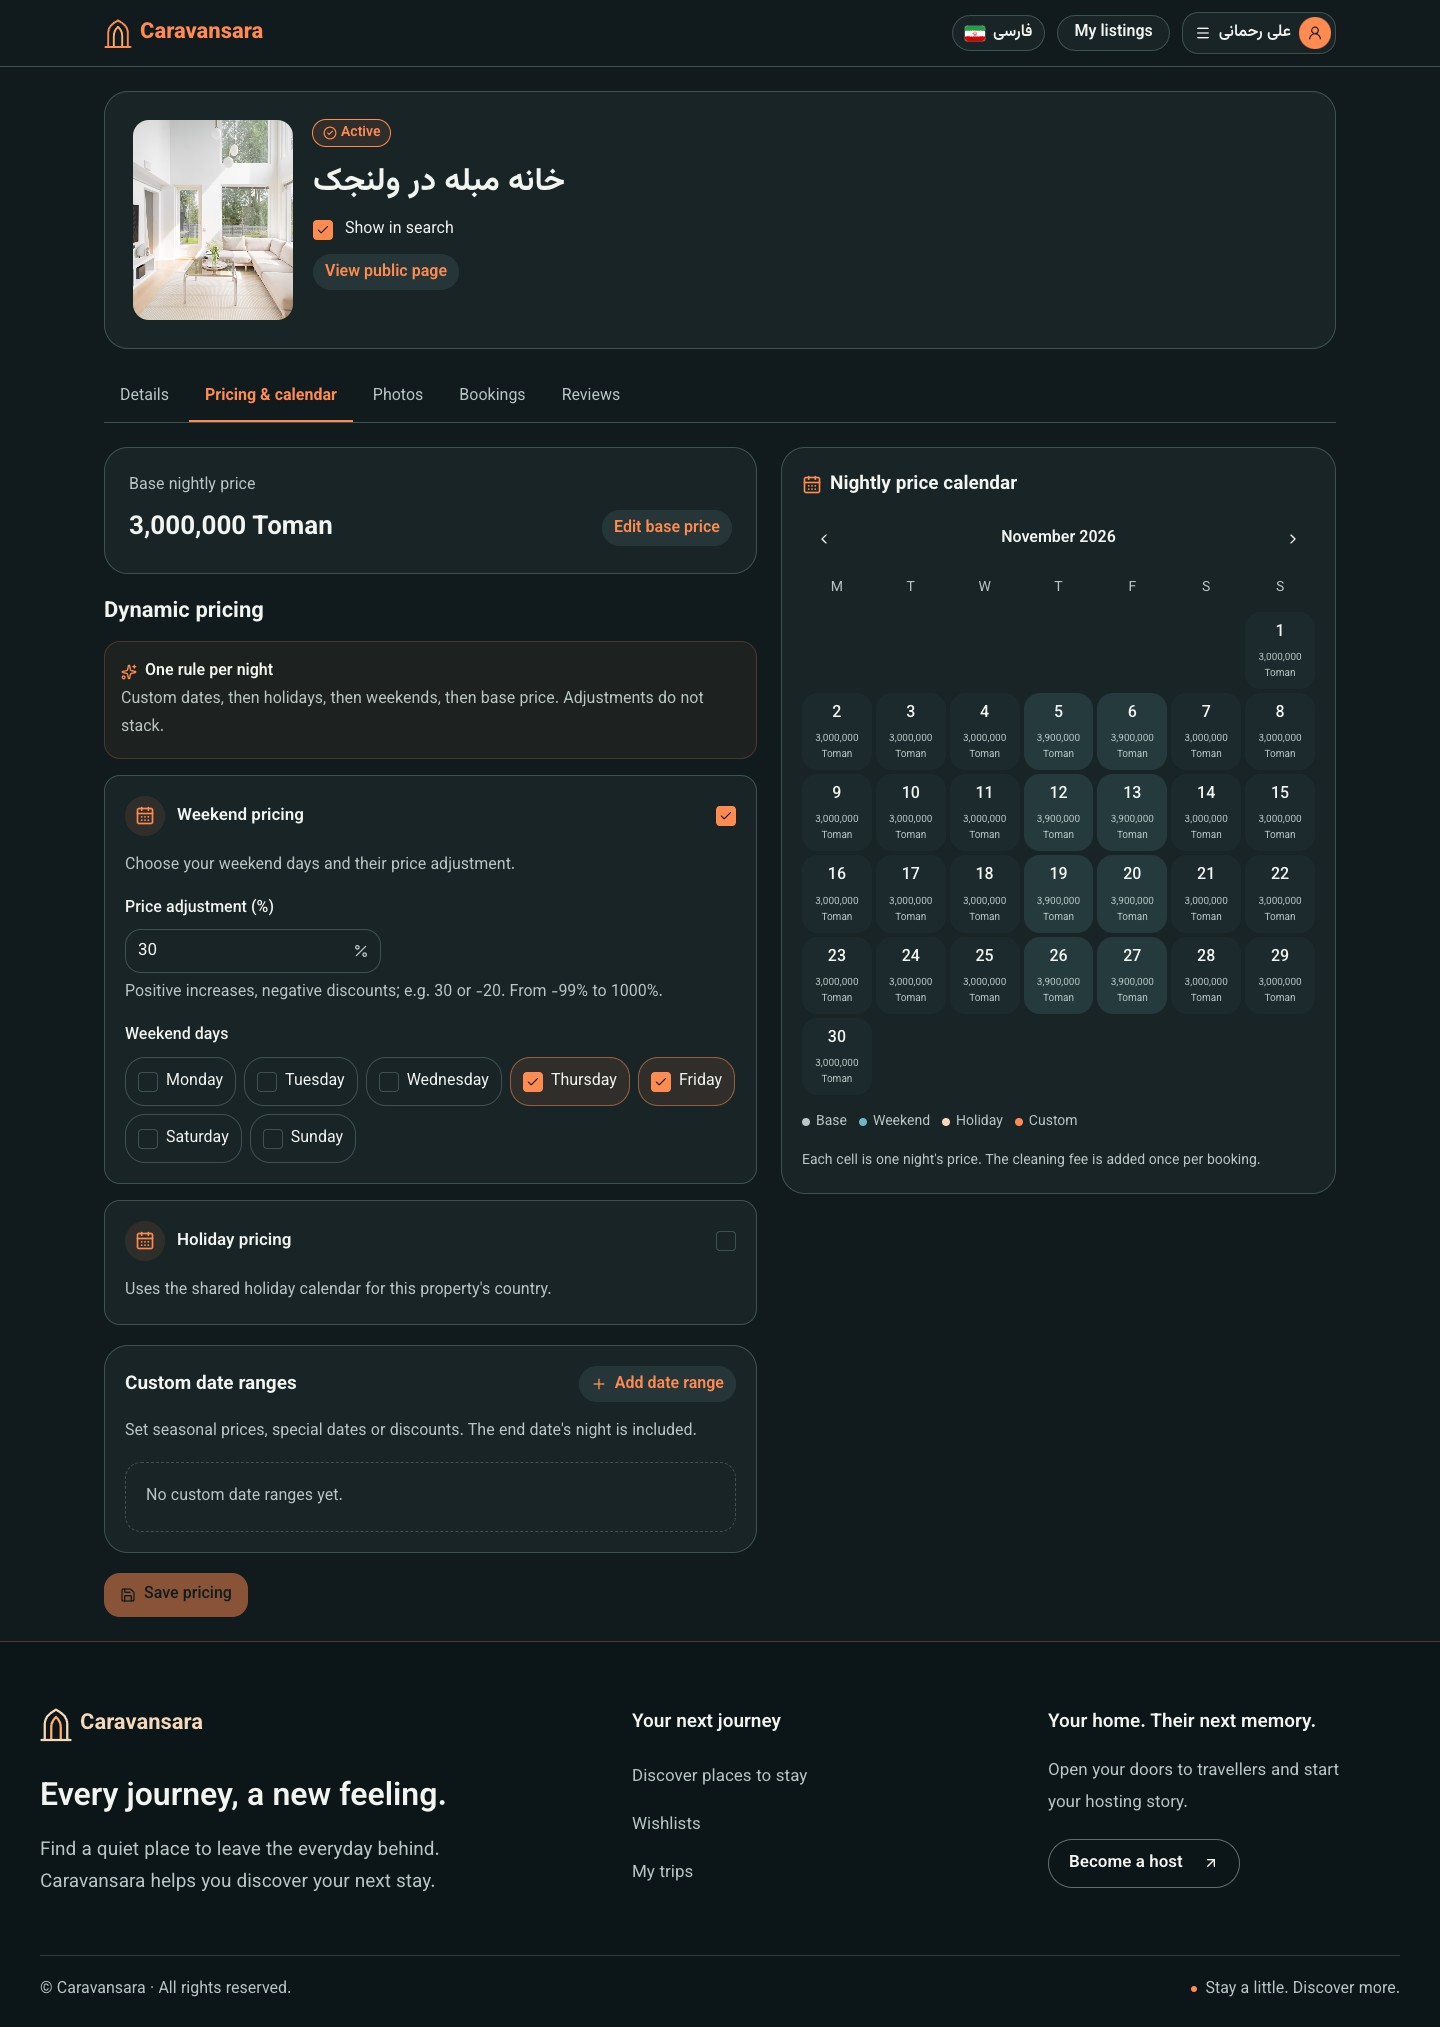 Caravansara
فارسی
My listings
علی رحمانی
Active
خانه مبله در ولنجک
Show in search
View public page
Details
Pricing & calendar
Photos
Bookings
Reviews
Base nightly price
3,000,000 Toman
Edit base price
Dynamic pricing
One rule per night
Custom dates, then holidays, then weekends, then base price. Adjustments do not
stack.
Weekend pricing
Choose your weekend days and their price adjustment.
Price adjustment (%)
30 %
Positive increases, negative discounts; e.g. 30 or -20. From -99% to 1000%.
Weekend days
Monday
Tuesday
Wednesday
Thursday
Friday
Saturday
Sunday
Holiday pricing
Uses the shared holiday calendar for this property's country.
Custom date ranges
Add date range
Set seasonal prices, special dates or discounts. The end date's night is included.
No custom date ranges yet.
Save pricing
Nightly price calendar
November 2026
M T W T F S S
1
3,000,000
Toman
2 3 4 5 6 7 8
3,000,000 3,000,000 3,000,000 3,900,000 3,900,000 3,000,000 3,000,000
Toman Toman Toman Toman Toman Toman Toman
9 10 11 12 13 14 15
3,000,000 3,000,000 3,000,000 3,900,000 3,900,000 3,000,000 3,000,000
Toman Toman Toman Toman Toman Toman Toman
16 17 18 19 20 21 22
3,000,000 3,000,000 3,000,000 3,900,000 3,900,000 3,000,000 3,000,000
Toman Toman Toman Toman Toman Toman Toman
23 24 25 26 27 28 29
3,000,000 3,000,000 3,000,000 3,900,000 3,900,000 3,000,000 3,000,000
Toman Toman Toman Toman Toman Toman Toman
30
3,000,000
Toman
Base
Weekend
Holiday
Custom
Each cell is one night's price. The cleaning fee is added once per booking.
Caravansara
Every journey, a new feeling.
Find a quiet place to leave the everyday behind.
Caravansara helps you discover your next stay.
Your next journey
Discover places to stay
Wishlists
My trips
Your home. Their next memory.
Open your doors to travellers and start
your hosting story.
Become a host
© Caravansara · All rights reserved.
Stay a little. Discover more.